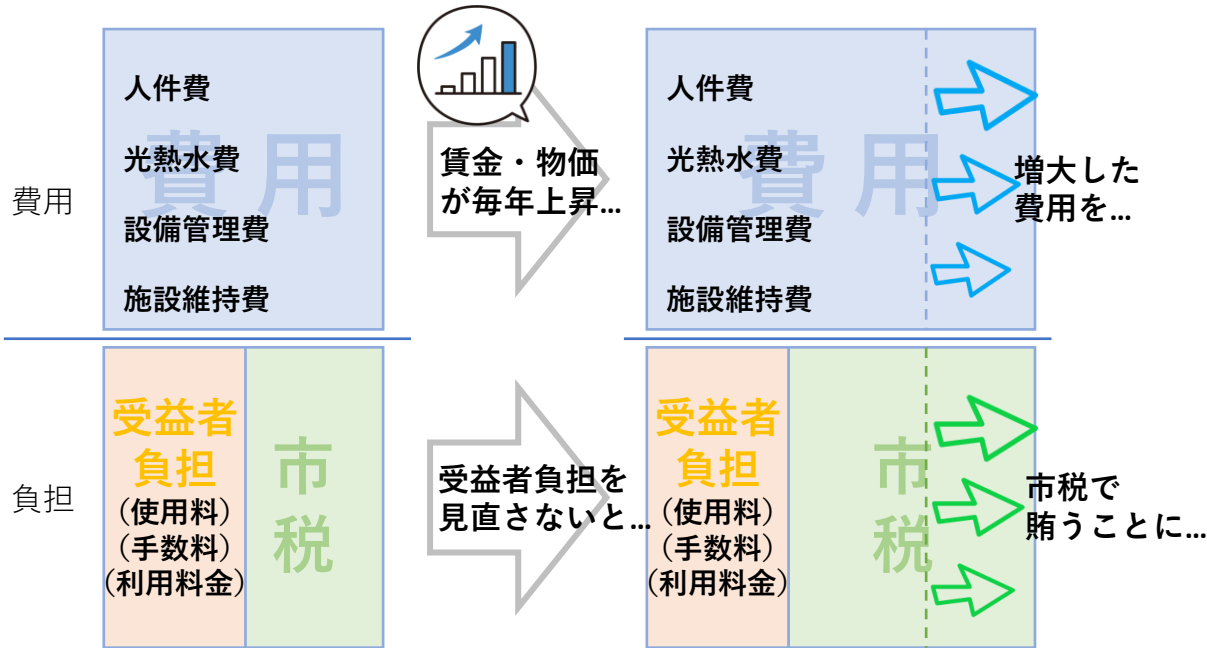 費用
費用
人件費
光熱水費
設備管理費
施設維持費
賃金・物価
が毎年上昇…
費用
人件費
光熱水費
設備管理費
施設維持費
増大した
費用を…
負担
受益者
負担
（使用料）
（手数料）
（利用料金）
市
税
受益者負担を
見直さないと…
受益者
負担
（使用料）
（手数料）
（利用料金）
市
税
市税で
賄うことに…